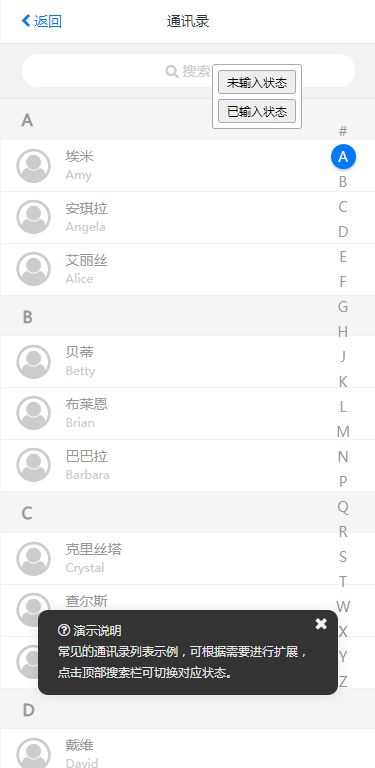 返回
通讯录
搜索
未输入状态
已输入状态
A
埃米
Amy
安琪拉
Angela
艾丽丝
Alice
B
贝蒂
Betty
布莱恩
Brian
巴巴拉
Barbara
C
克里丝塔
Crystal
查尔斯
演示说明
常见的通讯录列表示例，可根据需要进行扩展，
点击顶部搜索栏可切换对应状态。
D
戴维
David
#
A
B
C
D
E
F
G
H
J
K
L
M
N
P
Q
R
S
T
W
X
Y
Z